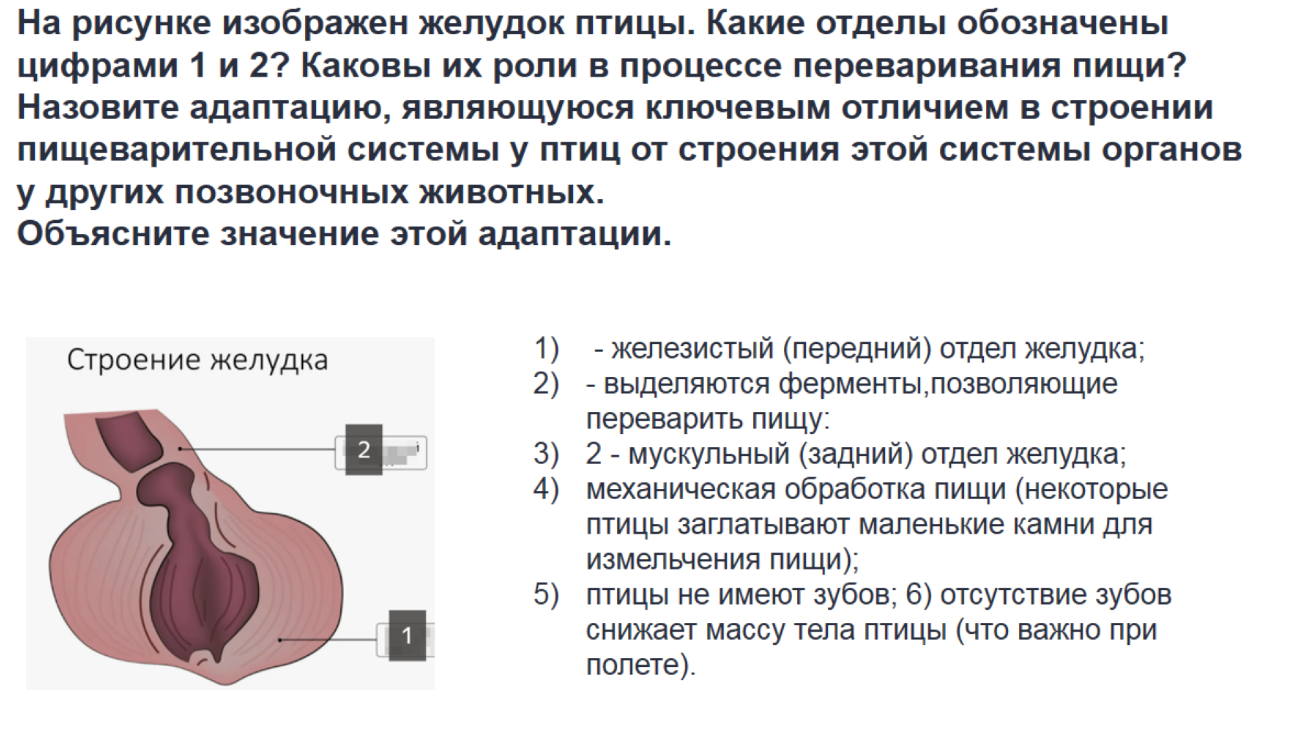 На рисунке изображен желудок птицы. Какие отделы обозначены
цифрами 1 и 2? Каковы их роли в процессе переваривания пищи?
Назовите адаптацию, являющуюся ключевым отличием в строении
пищеварительной системы у птиц от строения этой системы органов
у других позвоночных животных.
Объясните значение этой адаптации.
Строение желудка
2
1
1) - железистый (передний) отдел желудка;
2) - выделяются ферменты,позволяющие
переварить пищу:
3) 2 - мускульный (задний) отдел желудка;
4) механическая обработка пищи (некоторые
птицы заглатывают маленькие камни для
измельчения пищи);
5) птицы не имеют зубов; 6) отсутствие зубов
снижает массу тела птицы (что важно при
полете).